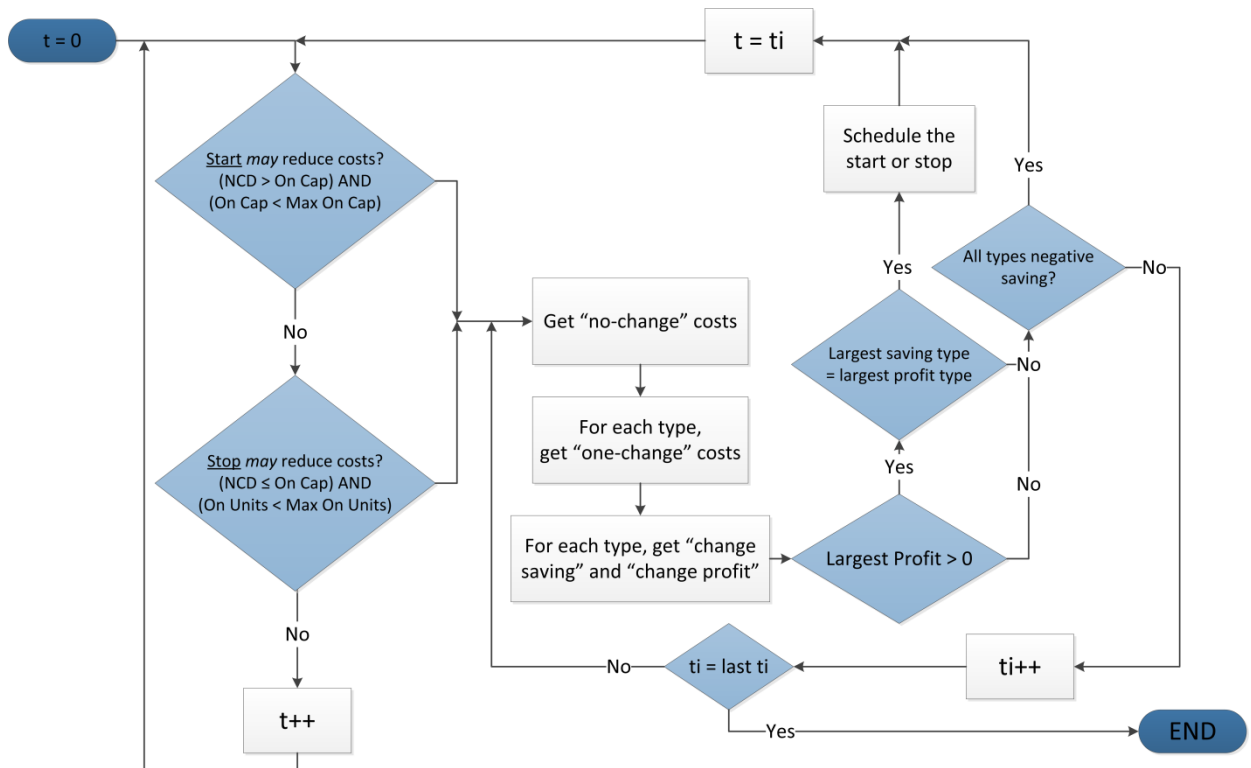 t = 0
t = ti
Start may reduce costs?
(NCD > On Cap) AND
(On Cap < Max On Cap)
No
Stop may reduce costs?
(NCD ≤ On Cap) AND
(On Units < Max On Units)
No
t++
Get “no-change” costs
For each type,
get “one-change” costs
For each type, get “change
saving” and “change profit”
Largest Profit > 0
Yes
No
Largest saving type
= largest profit type
Yes
No
Schedule the
start or stop
All types negative
saving?
Yes
No
ti++
ti = last ti
No
Yes
END